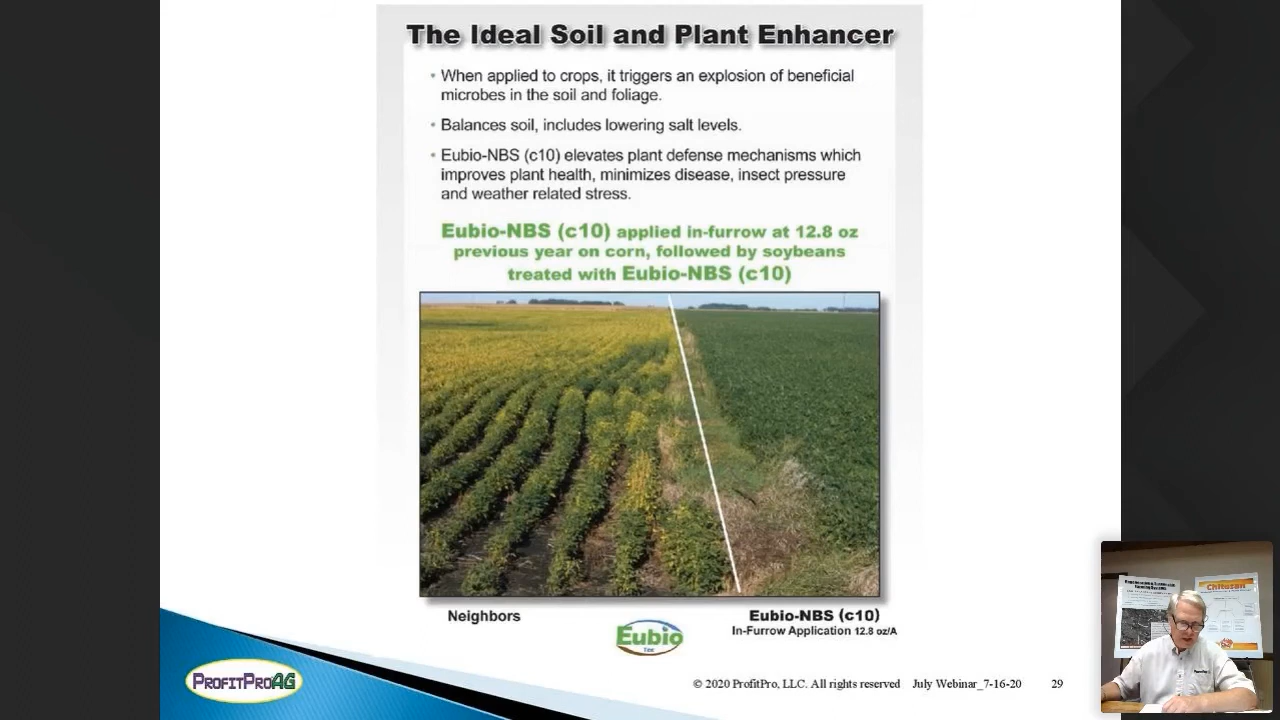 The Ideal Soil and Plant Enhancer
• When applied to crops, it triggers an explosion of beneficial
microbes in the soil and foliage.
• Balances soil, includes lowering salt levels.
• Eubio-NBS (c10) elevates plant defense mechanisms which
improves plant health, minimizes disease, insect pressure
and weather related stress.
Eubio-NBS (c10) applied in-furrow at 12.8 oz
previous year on corn, followed by soybeans
treated with Eubio-NBS (c10)
Neighbors
Eubio-NBS (c10)
In-Furrow Application 12.8 oz/A
Eubio
PROFITPROAG
© 2020 ProfitPro, LLC. All rights reserved July Webinar_7-16-20 29
Chitosan